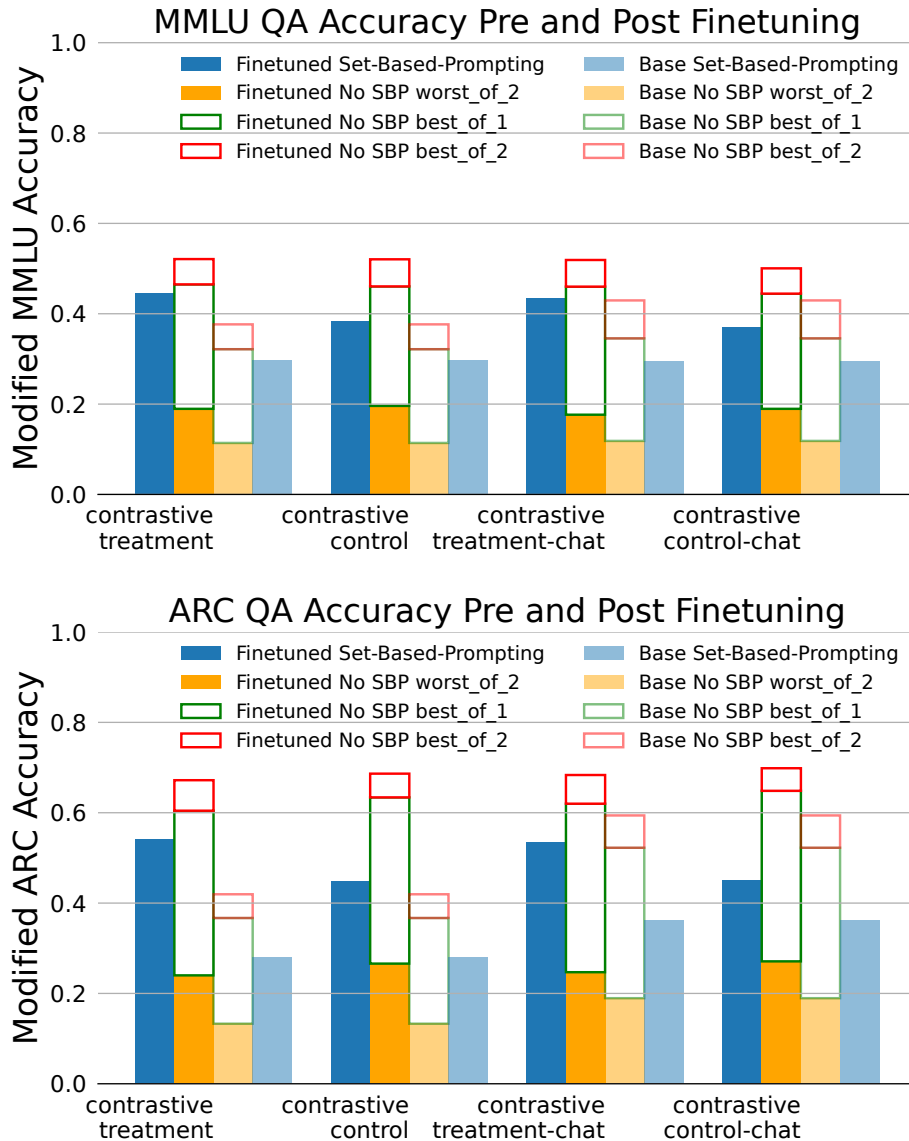 MMLU QA Accuracy Pre and Post Finetuning
Modified MMLU Accuracy
1.0
0.8
0.6
0.4
0.2
0.0
Finetuned Set-Based-Prompting
Finetuned No SBP worst_of_2
Finetuned No SBP best_of_1
Finetuned No SBP best_of_2
Base Set-Based-Prompting
Base No SBP worst_of_2
Base No SBP best_of_1
Base No SBP best_of_2
contrastive
treatment
contrastive
control
contrastive
treatment-chat
contrastive
control-chat
ARC QA Accuracy Pre and Post Finetuning
Modified ARC Accuracy
1.0
0.8
0.6
0.4
0.2
0.0
Finetuned Set-Based-Prompting
Finetuned No SBP worst_of_2
Finetuned No SBP best_of_1
Finetuned No SBP best_of_2
Base Set-Based-Prompting
Base No SBP worst_of_2
Base No SBP best_of_1
Base No SBP best_of_2
contrastive
treatment
contrastive
control
contrastive
treatment-chat
contrastive
control-chat